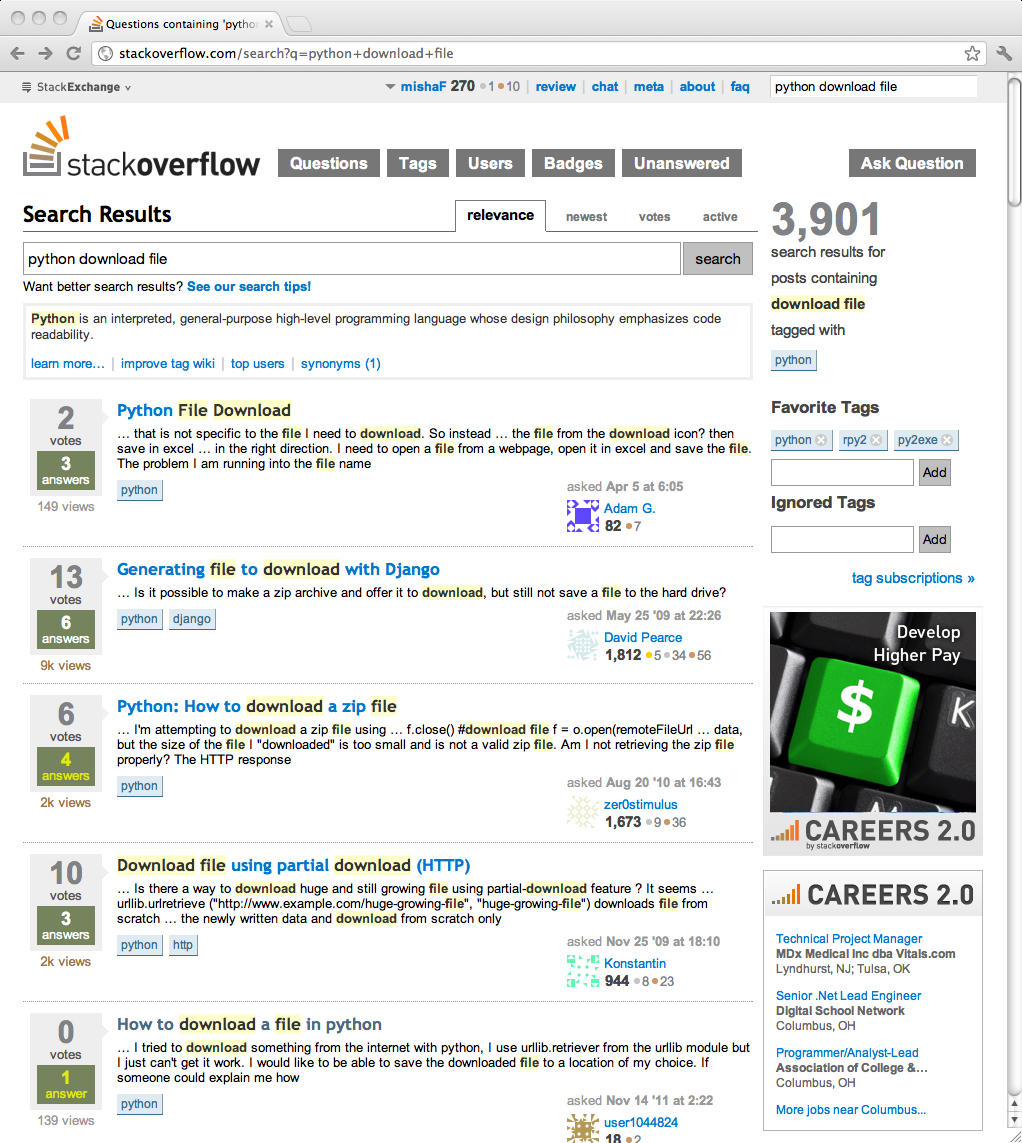 Questions containing 'pytho
stackoverflow.com/search?q=python+download+file
StackExchange
mishaF 270 1 10 | review | chat | meta | about | faq
python download file
stackoverflow
Questions
Tags
Users
Badges
Unanswered
Ask Question
Search Results
relevance
newest
votes
active
python download file
search
Want better search results? See our search tips!
Python is an interpreted, general-purpose high-level programming language whose design philosophy emphasizes code
readability.
learn more… | improve tag wiki | top users | synonyms (1)
2
votes
3
answers
149 views
Python File Download
… that is not specific to the file I need to download. So instead … the file from the download icon? then
save in excel … in the right direction. I need to open a file from a webpage, open it in excel and save the file.
The problem I am running into the file name
python
asked Apr 5 at 6:05
Adam G.
82 7
13
votes
6
answers
9k views
Generating file to download with Django
… Is it possible to make a zip archive and offer it to download, but still not save a file to the hard drive?
python django
asked May 25 '09 at 22:26
David Pearce
1,812 5 34 56
6
votes
4
answers
2k views
Python: How to download a zip file
… I'm attempting to download a zip file using … f.close() #download file f = o.open(remoteFileUrl … data,
but the size of the file I "downloaded" is too small and is not a valid zip file. Am I not retrieving the zip file
properly? The HTTP response
python
asked Aug 20 '10 at 16:43
zer0stimulus
1,673 9 36
10
votes
3
answers
2k views
Download file using partial download (HTTP)
… Is there a way to download huge and still growing file using partial-download feature ? It seems …
urllib.urlretrieve ("http://www.example.com/huge-growing-file", "huge-growing-file") downloads file from
scratch … the newly written data and download from scratch only
python http
asked Nov 25 '09 at 18:10
Konstantin
944 8 23
0
votes
1
answer
139 views
How to download a file in python
… I tried to download something from the internet with python, I use urllib.retriever from the urllib module but
I just can't get it work. I would like to be able to save the downloaded file to a location of my choice. If
someone could explain me how
python
asked Nov 14 '11 at 2:22
user1044824
18 2
3,901
search results for
posts containing
download file
tagged with
python
Favorite Tags
python rpy2 py2exe
Add
Ignored Tags
Add
tag subscriptions »
Develop
Higher Pay
$
K
M
CAREERS 2.0
by stackoverflow
CAREERS 2.0
Technical Project Manager
MDx Medical Inc dba Vitals.com
Lyndhurst, NJ; Tulsa, OK
Senior .Net Lead Engineer
Digital School Network
Columbus, OH
Programmer/Analyst-Lead
Association of College &…
Columbus, OH
More jobs near Columbus...